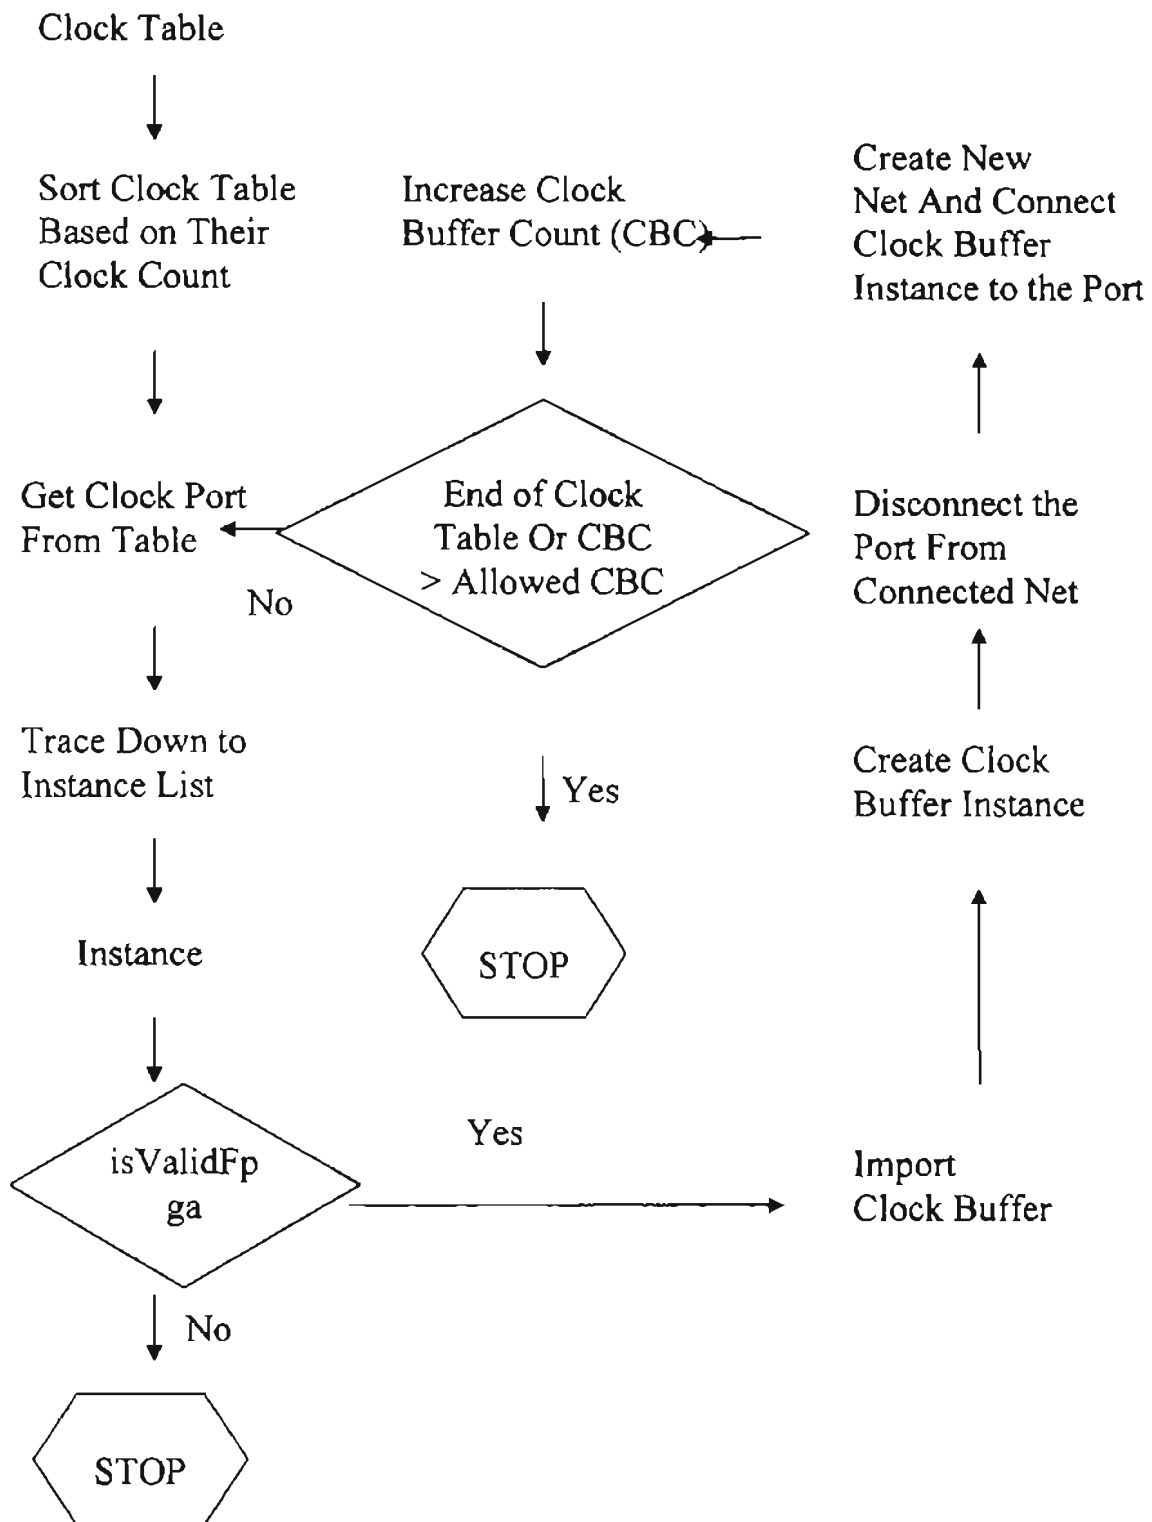 Clock Table
Sort Clock Table
Based on Their
Clock Count
Increase Clock
Buffer Count (CBC)
Create New
Net And Connect
Clock Buffer
Instance to the Port
Get Clock Port
From Table
No
End of Clock
Table Or CBC
> Allowed CBC
Disconnect the
Port From
Connected Net
Trace Down to
Instance List
Yes
Create Clock
Buffer Instance
Instance
STOP
isValidFp
ga
Yes
Import
Clock Buffer
No
STOP